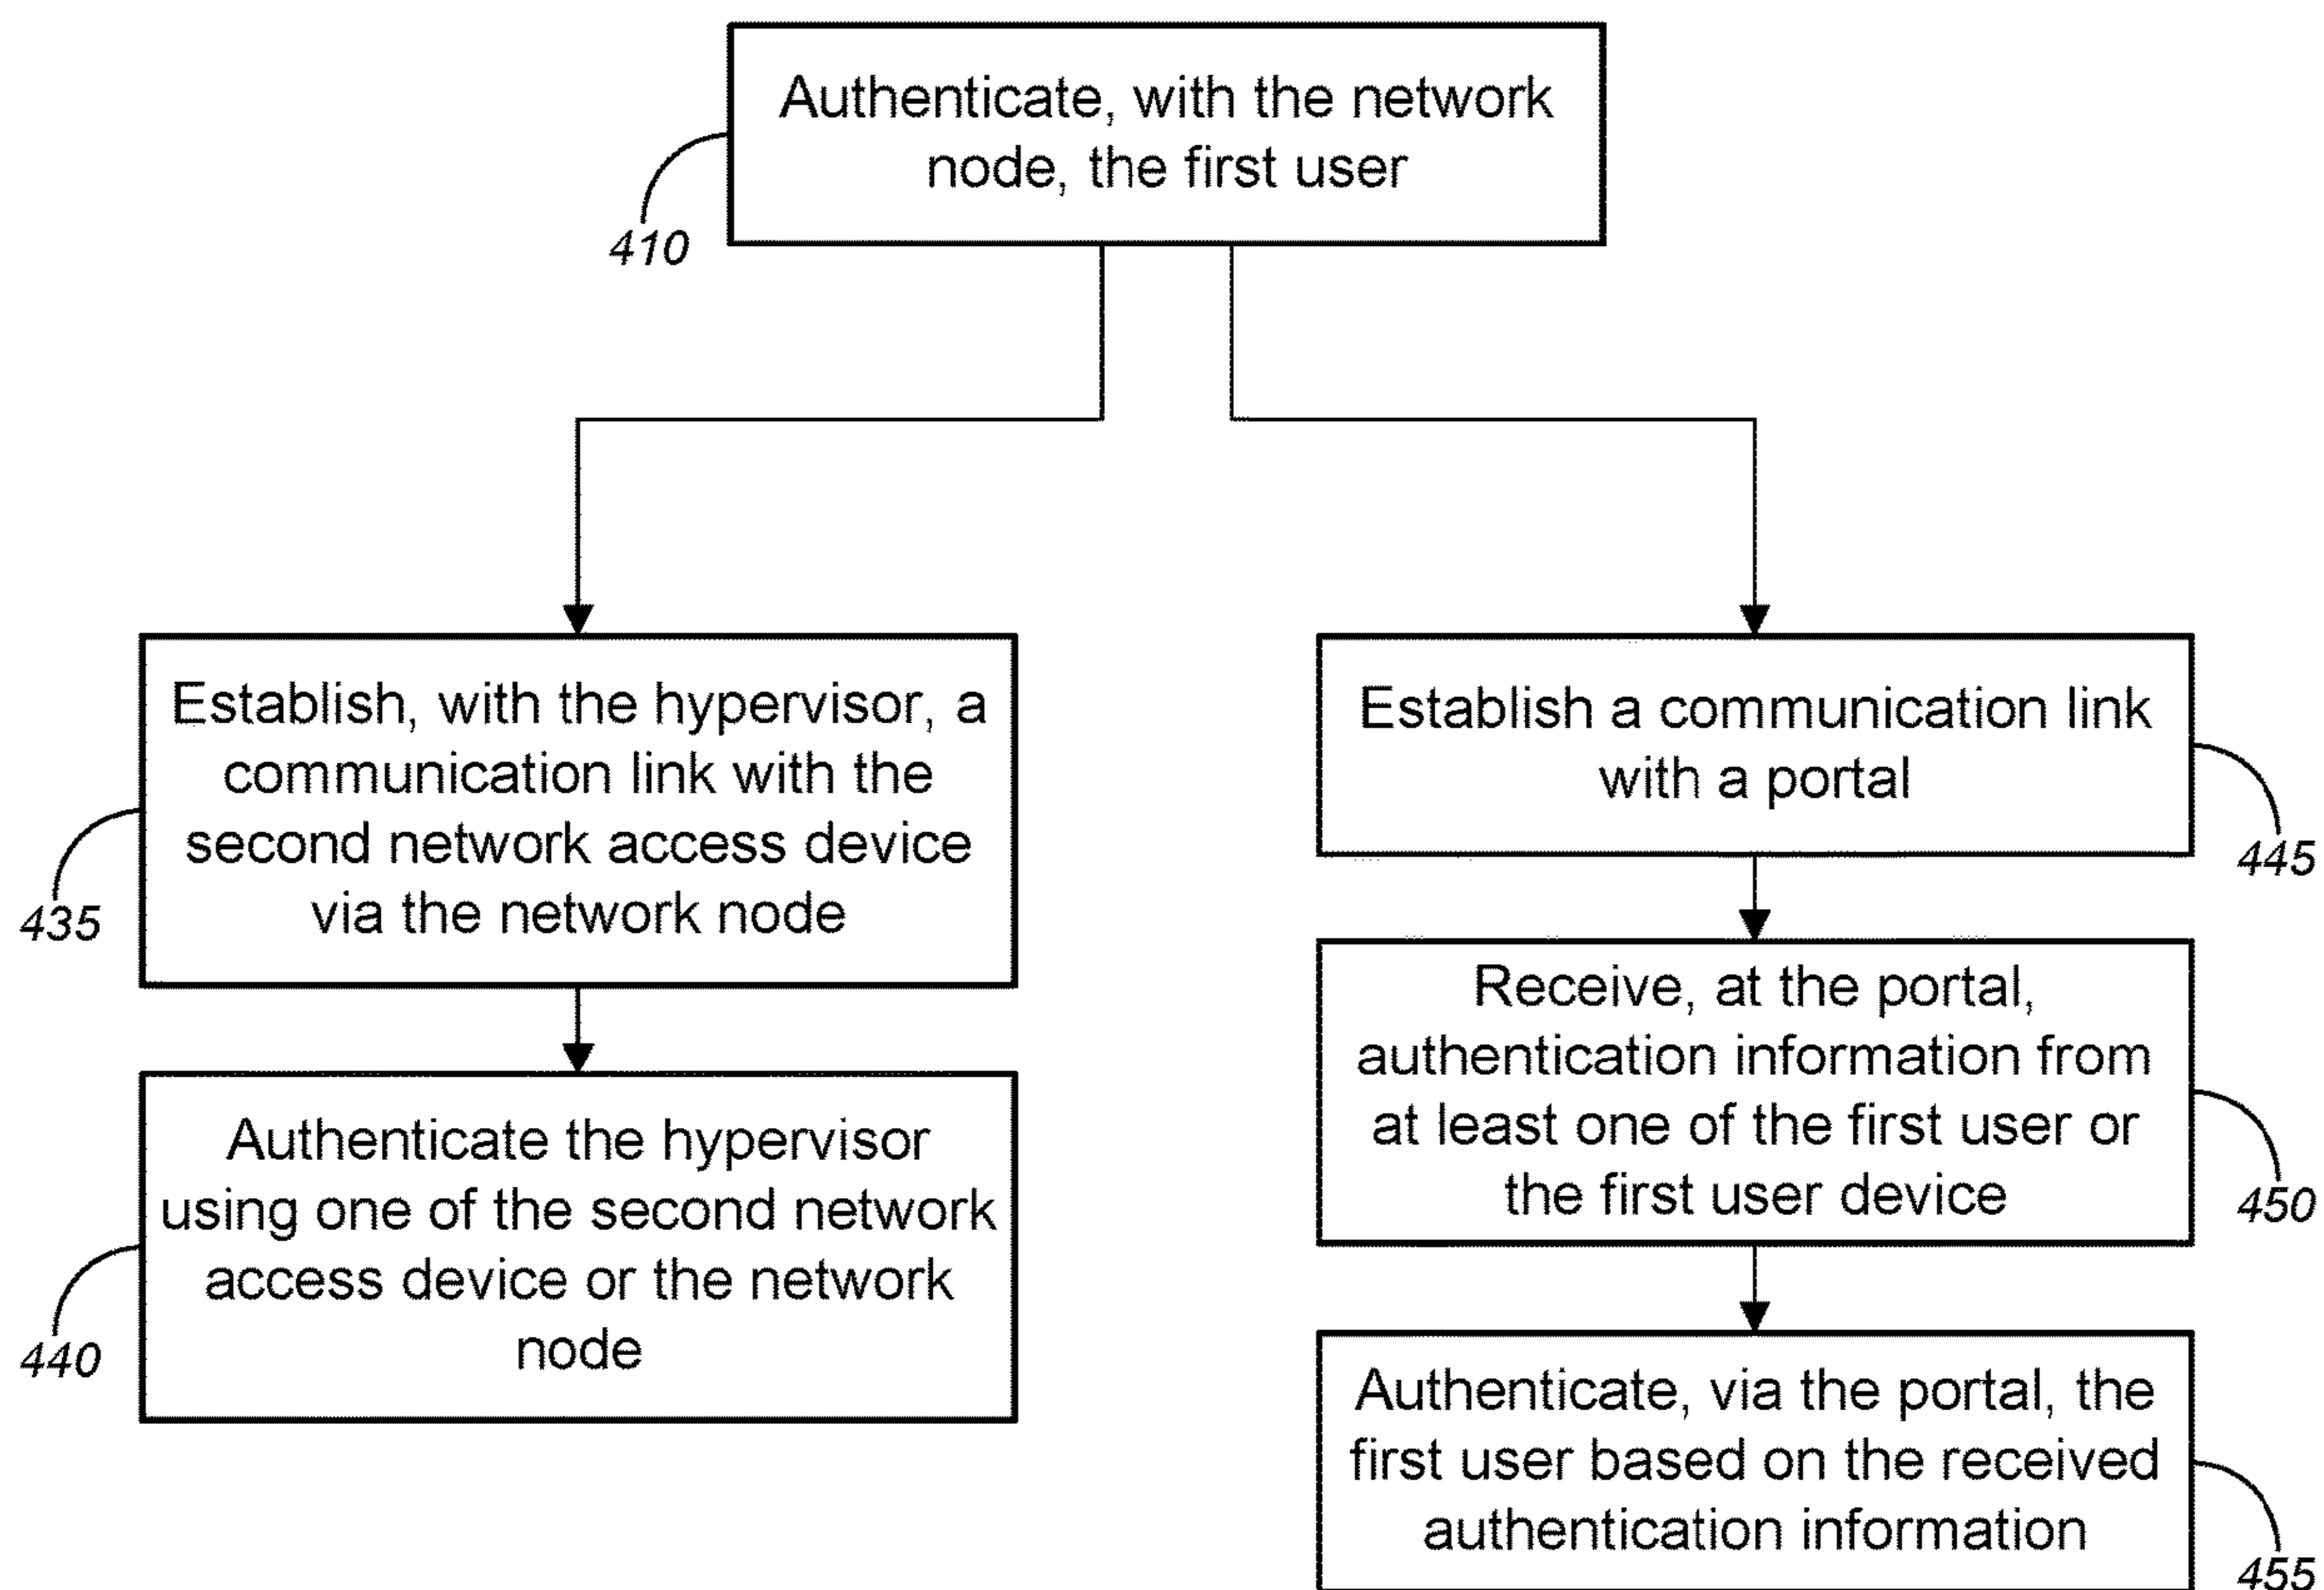 Authenticate, with the network
node, the first user
410
Establish, with the hypervisor, a
communication link with the
second network access device
via the network node
435
Authenticate the hypervisor
using one of the second network
access device or the network
node
440
Establish a communication link
with a portal
445
Receive, at the portal,
authentication information from
at least one of the first user or
the first user device
450
Authenticate, via the portal, the
first user based on the received
authentication information
455